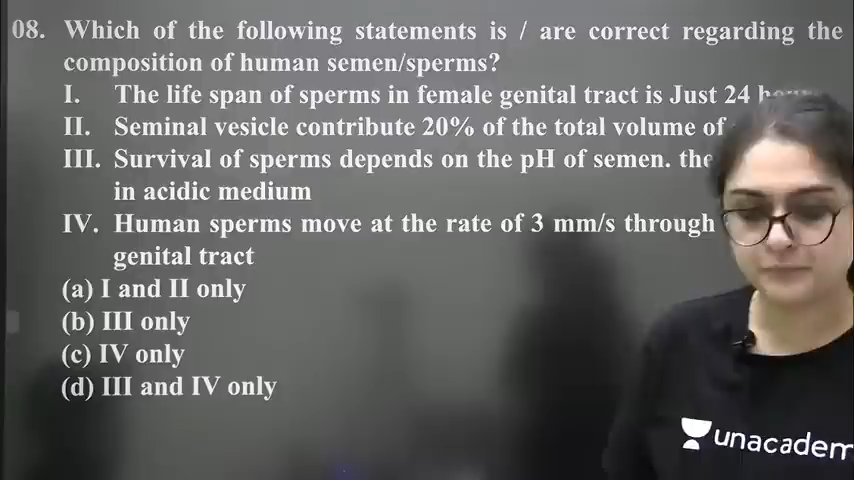 08. Which of the following statements is / are correct regarding the
composition of human semen/sperms?
I. The life span of sperms in female genital tract is Just 24
II. Seminal vesicle contribute 20% of the total volume of
III. Survival of sperms depends on the pH of semen. the
in acidic medium
IV. Human sperms move at the rate of 3 mm/s through
genital tract
(a) I and II only
(b) III only
(c) IV only
(d) III and IV only
unacadem